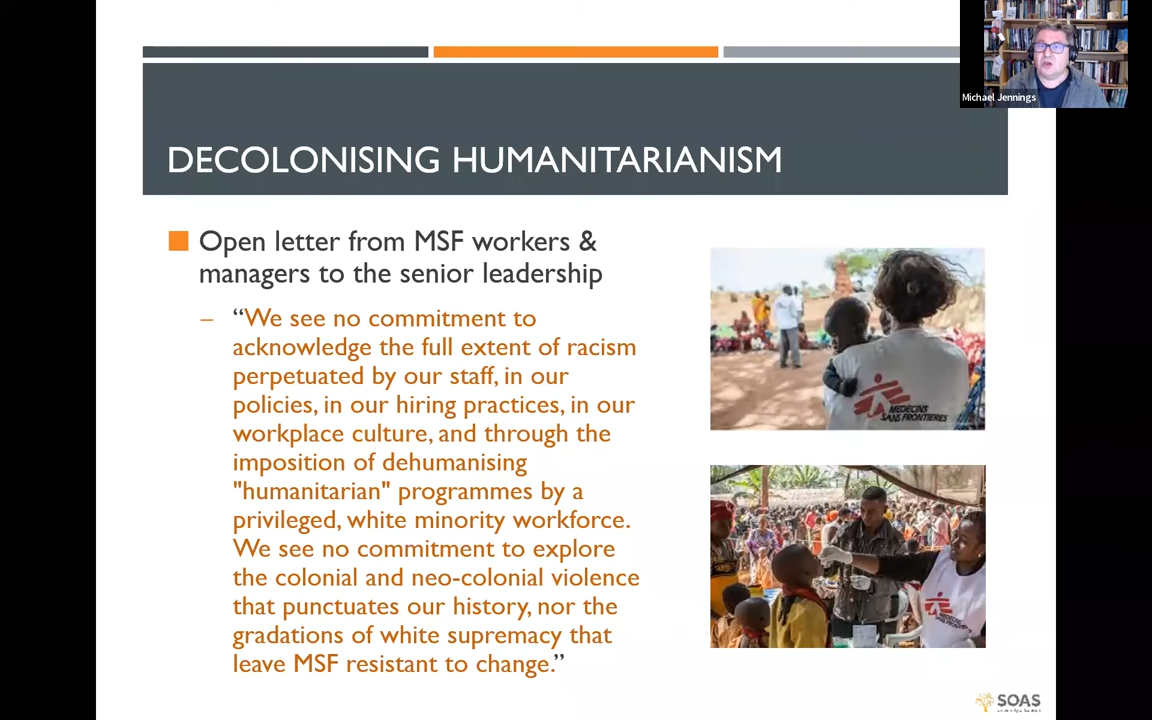 Michael Jennings
DECOLONISING HUMANITARIANISM
Open letter from MSF workers &
managers to the senior leadership
– “We see no commitment to
acknowledge the full extent of racism
perpetuated by our staff, in our
policies, in our hiring practices, in our
workplace culture, and through the
imposition of dehumanising
"humanitarian" programmes by a
privileged, white minority workforce.
We see no commitment to explore
the colonial and neo-colonial violence
that punctuates our history, nor the
gradations of white supremacy that
leave MSF resistant to change.”
MEDECINS
SANS FRONTIERES
SOAS